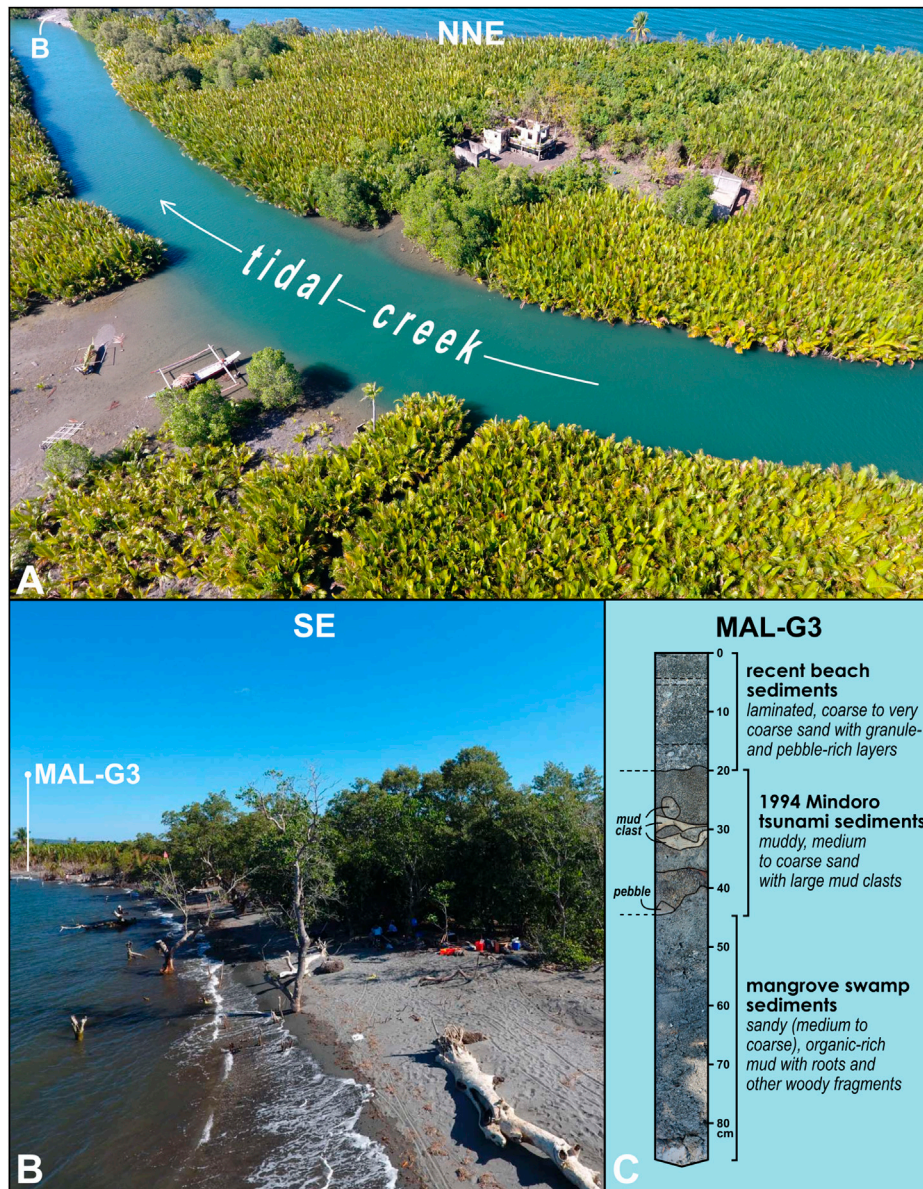 B
NNE
tidal creek
A
SE
MAL-G3
B
MAL-G3
0
10
20
30
40
50
60
70
80
cm
mud
clast
pebble
recent beach
sediments
laminated, coarse to very
coarse sand with granule-
and pebble-rich layers
1994 Mindoro
tsunami sediments
muddy, medium
to coarse sand
with large mud clasts
mangrove swamp
sediments
sandy (medium to
coarse), organic-rich
mud with roots and
other woody fragments
C